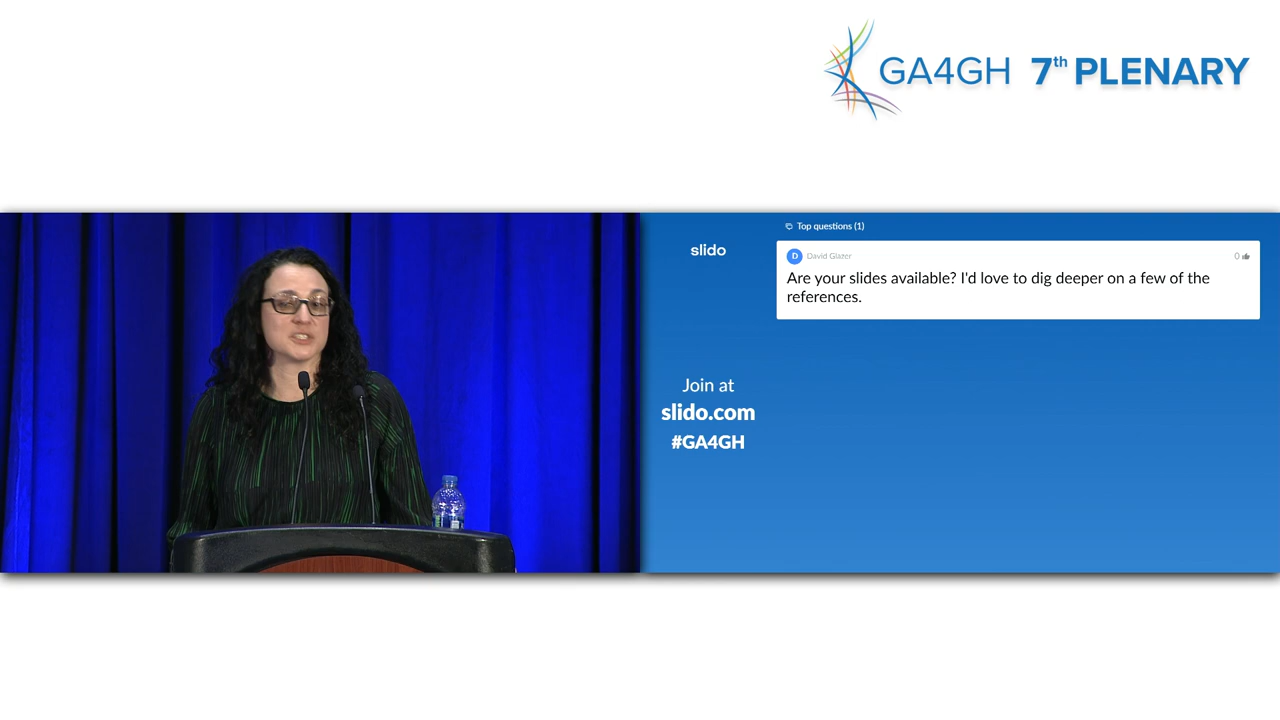 GA4GH 7th PLENARY
slido
Top questions (1)
D David Glazer
0
Are your slides available? I'd love to dig deeper on a few of the
references.
Join at
slido.com
#GA4GH